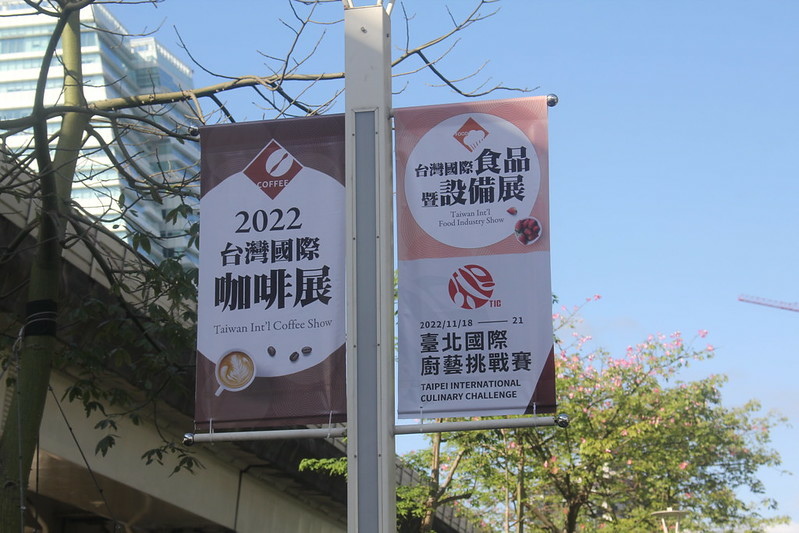 COFFEE
2022
台灣國際
咖啡展
Taiwan Int'l Coffee Show
FOOD
台灣國際食品
暨設備展
Taiwan Int'l
Food Industry Show
TIC
2022/11/18 —— 21
臺北國際
廚藝挑戰賽
TAIPEI INTERNATIONAL
CULINARY CHALLENGE